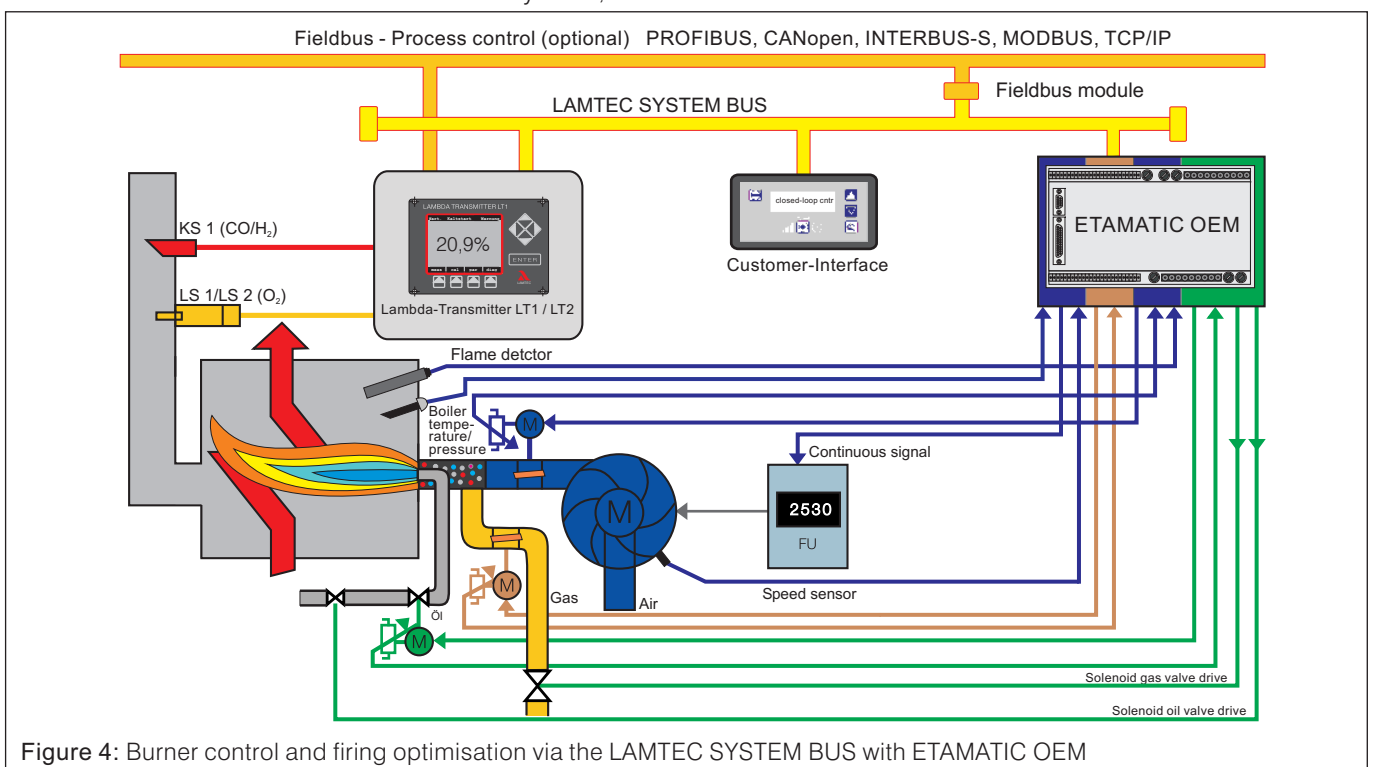 Fieldbus - Process control (optional) PROFIBUS, CANopen, INTERBUS-S, MODBUS, TCP/IP
Fieldbus module
LAMTEC SYSTEM BUS
LAMBDA TRANSMITTER LT1
Warnung
20,9%
ENTER
Lambda-Transmitter LT1 / LT2
closed-loop cntr
Customer-Interface
ETAMATIC OEM
KS 1 (CO/H₂)
LS 1/LS 2 (O₂)
Flame detctor
Boiler
tempe-
rature/
pressure
M
Continuous signal
2530
FU
M
Speed sensor
M
Gas
Air
Öl
M
Solenoid gas valve drive
Solenoid oil valve drive
Figure 4: Burner control and firing optimisation via the LAMTEC SYSTEM BUS with ETAMATIC OEM